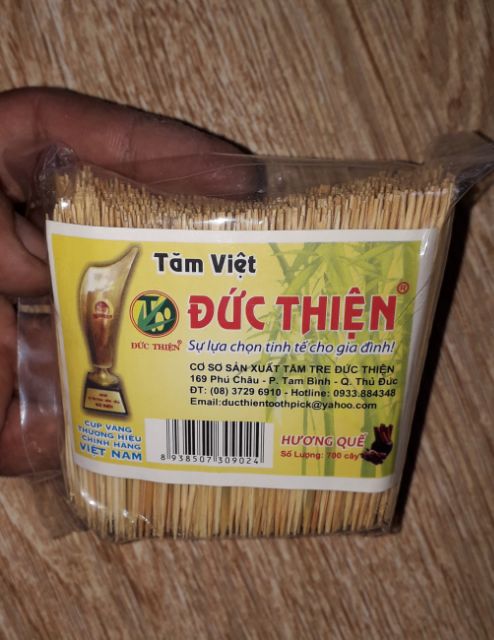 Tăm Việt
ĐỨC THIỆN®
ĐỨC THIỆN®
Sự lựa chọn tinh tế cho gia đình!
CƠ SỞ SẢN XUẤT TĂM TRE ĐỨC THIỆN
169 Phú Châu - P. Tam Bình - Q. Thủ Đức
ĐT: (08) 3729 6910 - Hotline: 0933.884348
Email:ducthientoothpick@yahoo.com
CÚP VÀNG
THƯƠNG HIỆU
CHÍNH HÃNG
VIỆT NAM
8 938507 309024
HƯƠNG QUẾ
Số Lượng: 700 cây